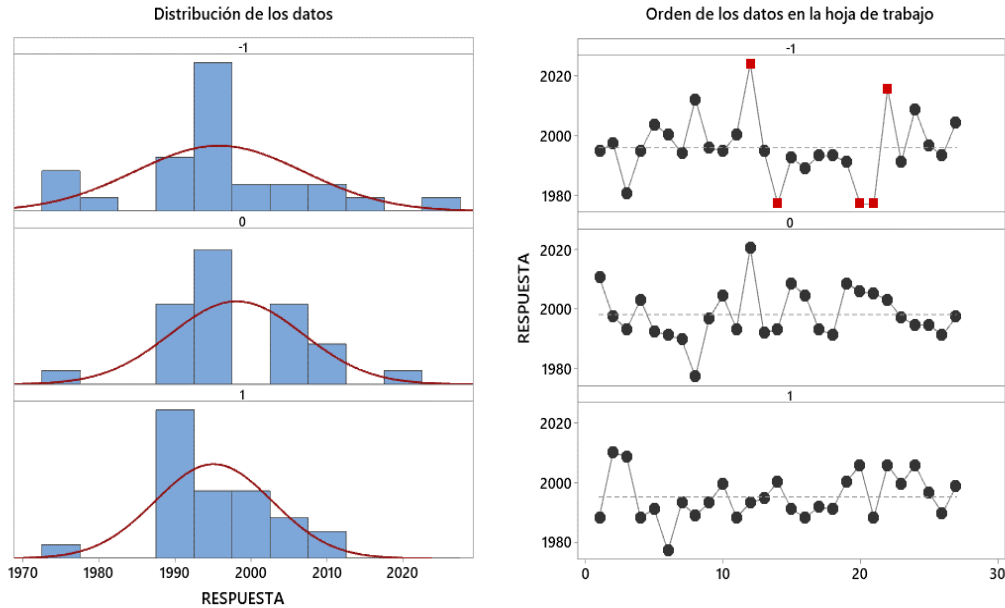 Distribución de los datos
-1
0
1
1970 1980 1990 2000 2010 2020
RESPUESTA
Orden de los datos en la hoja de trabajo
-1
2020
2000
1980
0
2020
2000
1980
1
2020
2000
1980
0 10 20 30
RESPUESTA